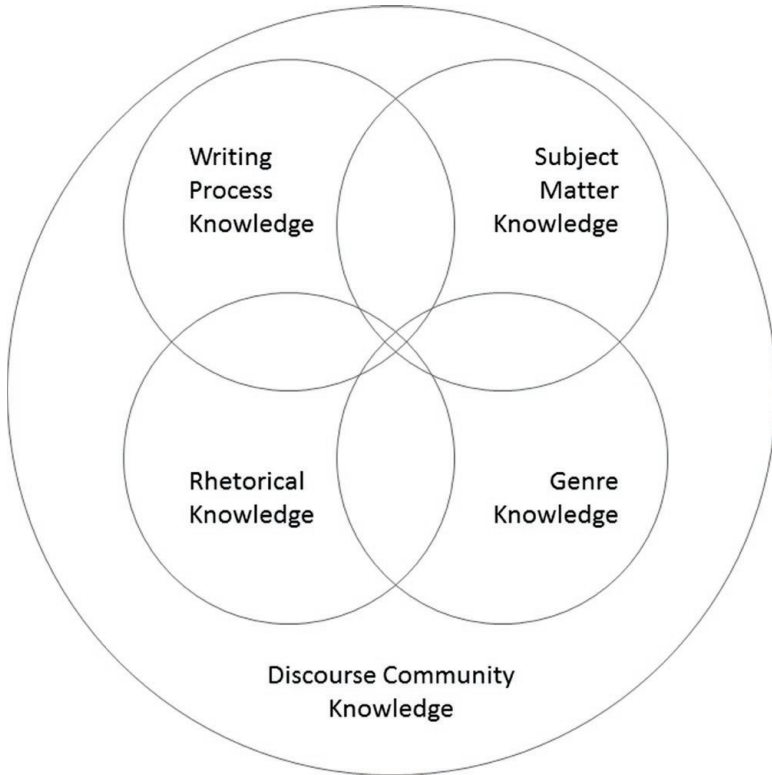 Writing
Process
Knowledge
Subject
Matter
Knowledge
Rhetorical
Knowledge
Genre
Knowledge
Discourse Community
Knowledge